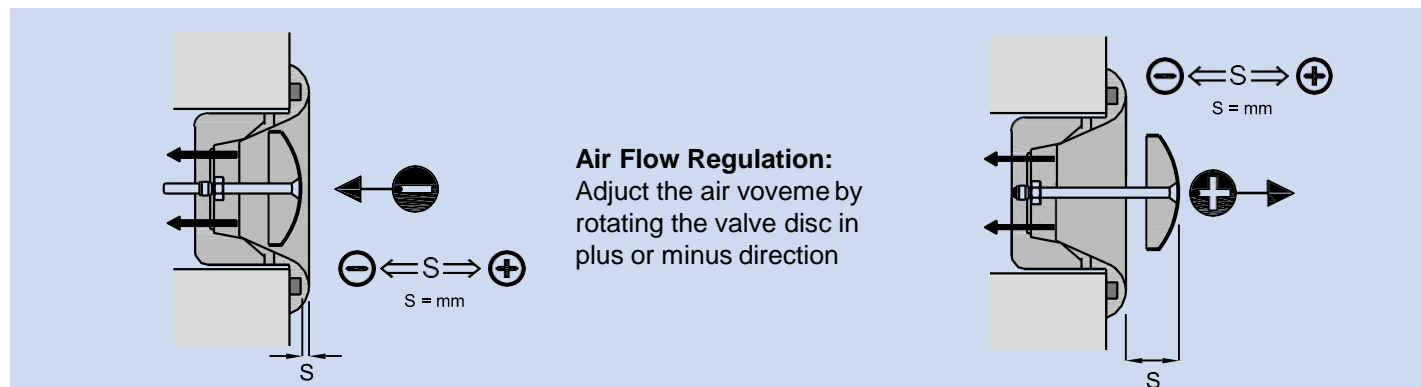 S
S = mm
S
Air Flow Regulation:
Adjuct the air voveme by
rotating the valve disc in
plus or minus direction
S
S = mm
S